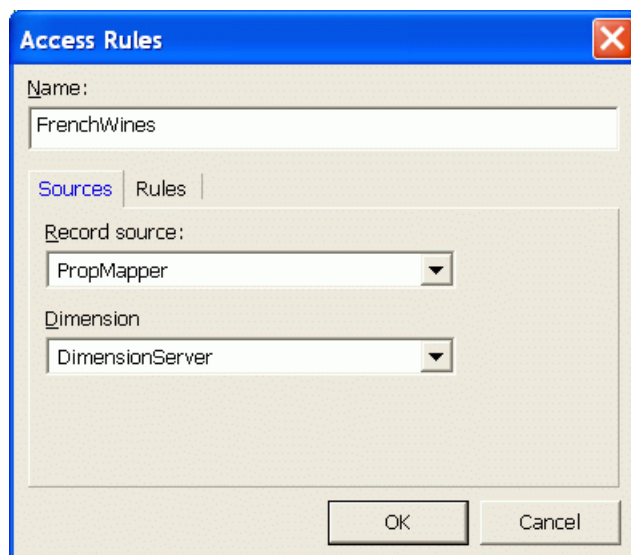 Access Rules
Name:
FrenchWines
Sources Rules
Record source:
PropMapper
Dimension
DimensionServer
OK Cancel